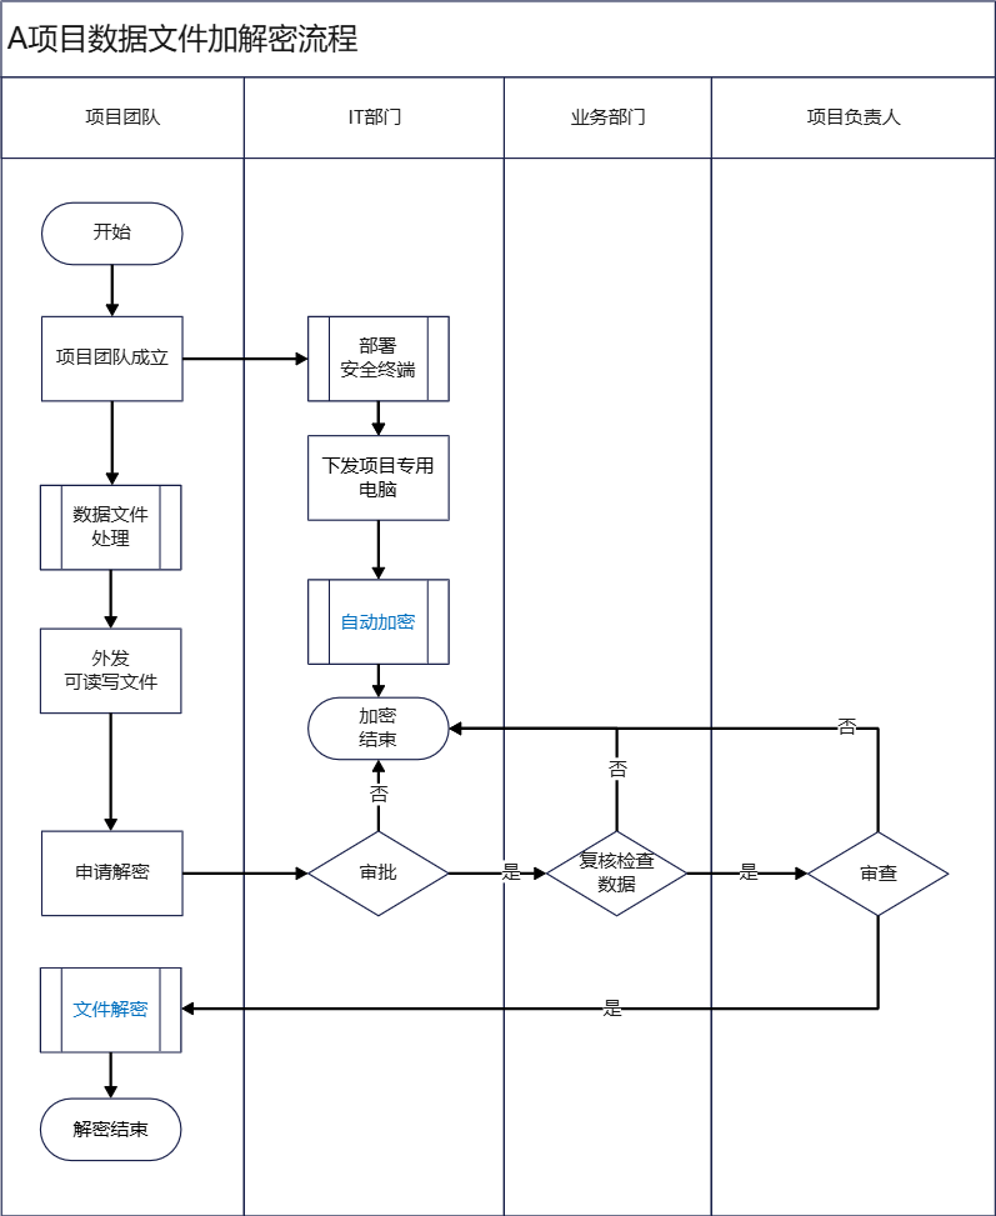 A项目数据文件加解密流程
项目团队
IT部门
业务部门
项目负责人
开始
项目团队成立
部署
安全终端
下发项目专用
电脑
数据文件
处理
自动加密
外发
可读写文件
加密
结束
否
否
否
申请解密
审批
是
复核检查
数据
是
审查
文件解密
是
解密结束